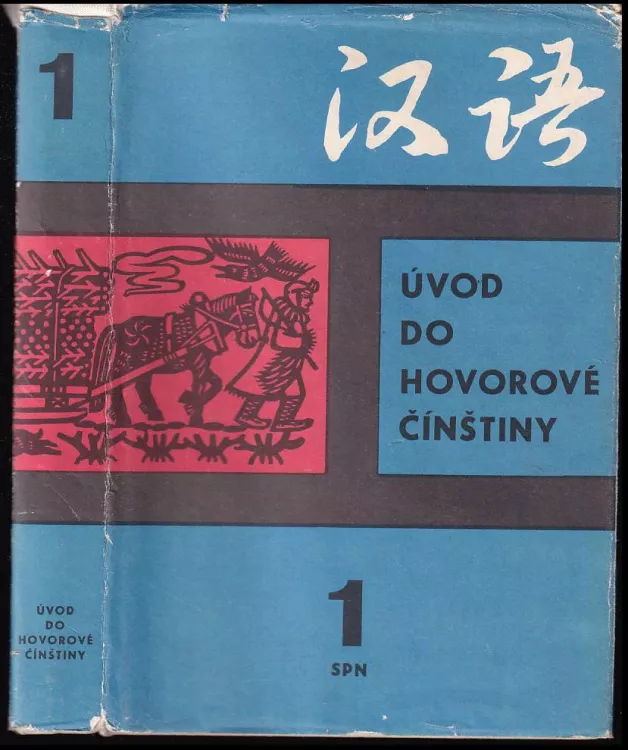 1
汉语
ÚVOD
DO
HOVOROVÉ
ČÍNŠTINY
1
SPN
ÚVOD
DO
HOVOROVÉ
ČÍNŠTINY